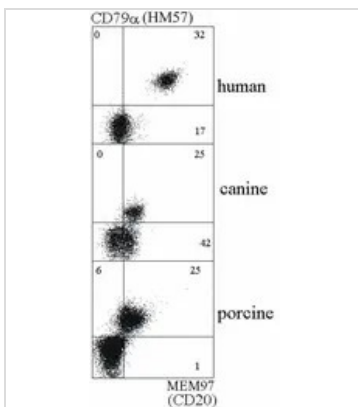 CD79α (HM57)
0 32
human
17
0 25
canine
42
6 25
porcine
1
MEM97
(CD20)